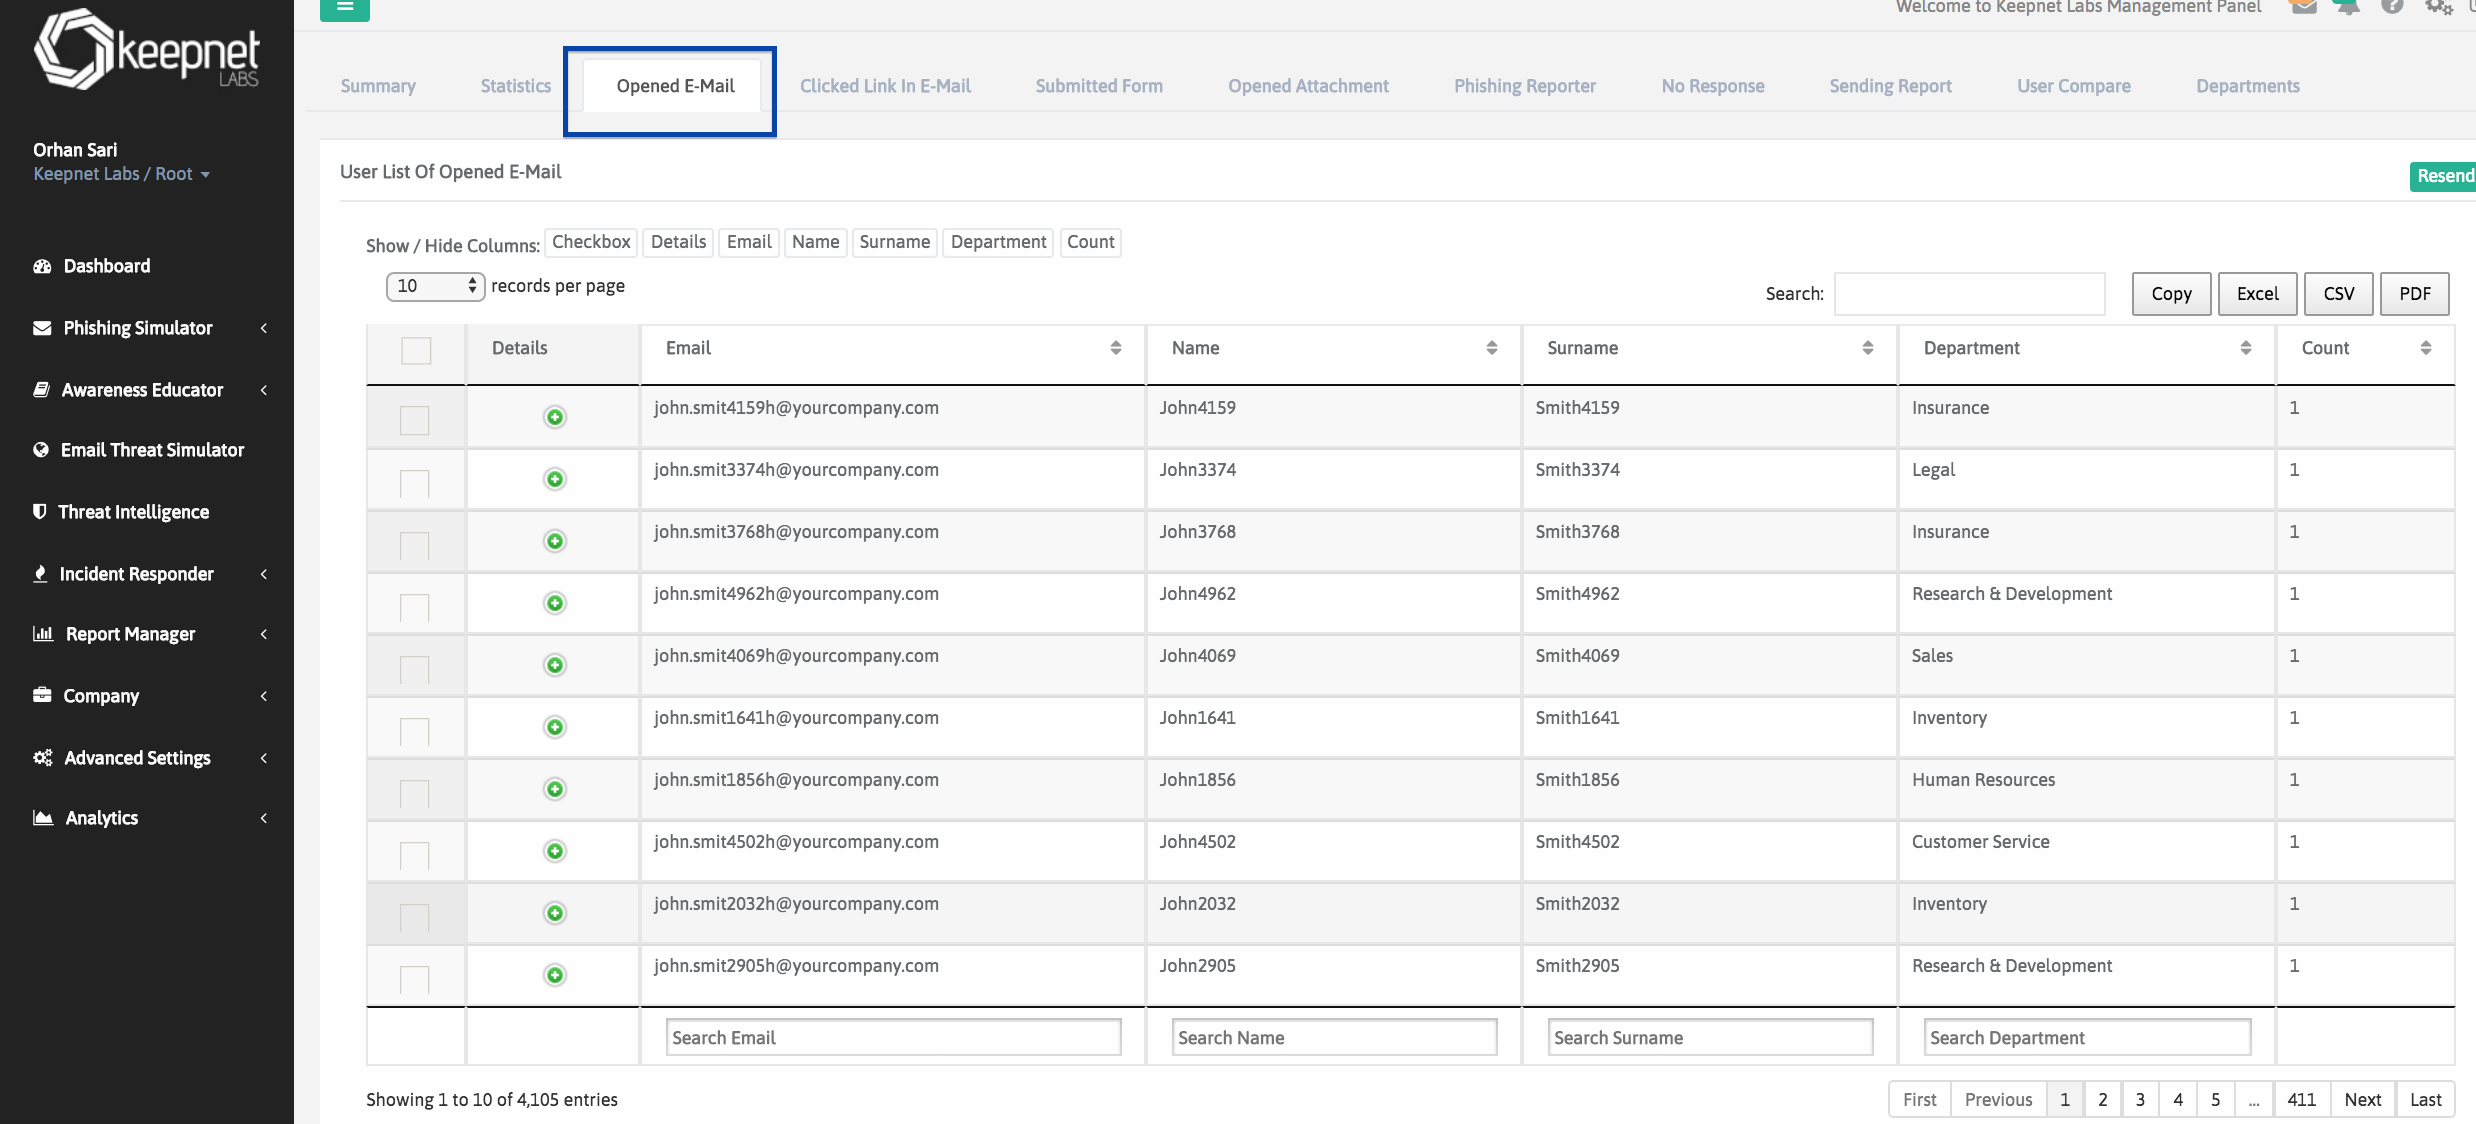 keepnet
LABS
Orhan Sari
Keepnet Labs / Root
Dashboard
Phishing Simulator
Awareness Educator
Email Threat Simulator
Threat Intelligence
Incident Responder
Report Manager
Company
Advanced Settings
Analytics
Welcome to Keepnet Labs Management Panel
Summary Statistics Opened E-Mail Clicked Link In E-Mail Submitted Form Opened Attachment Phishing Reporter No Response Sending Report User Compare Departments
User List Of Opened E-Mail
Resend
Show / Hide Columns: Checkbox Details Email Name Surname Department Count
10 records per page
Search: Copy Excel CSV PDF
Details Email Name Surname Department Count
john.smit4159h@yourcompany.com John4159 Smith4159 Insurance 1
john.smit3374h@yourcompany.com John3374 Smith3374 Legal 1
john.smit3768h@yourcompany.com John3768 Smith3768 Insurance 1
john.smit4962h@yourcompany.com John4962 Smith4962 Research & Development 1
john.smit4069h@yourcompany.com John4069 Smith4069 Sales 1
john.smit1641h@yourcompany.com John1641 Smith1641 Inventory 1
john.smit1856h@yourcompany.com John1856 Smith1856 Human Resources 1
john.smit4502h@yourcompany.com John4502 Smith4502 Customer Service 1
john.smit2032h@yourcompany.com John2032 Smith2032 Inventory 1
john.smit2905h@yourcompany.com John2905 Smith2905 Research & Development 1
Search Email Search Name Search Surname Search Department
Showing 1 to 10 of 4,105 entries
First Previous 1 2 3 4 5 ... 411 Next Last